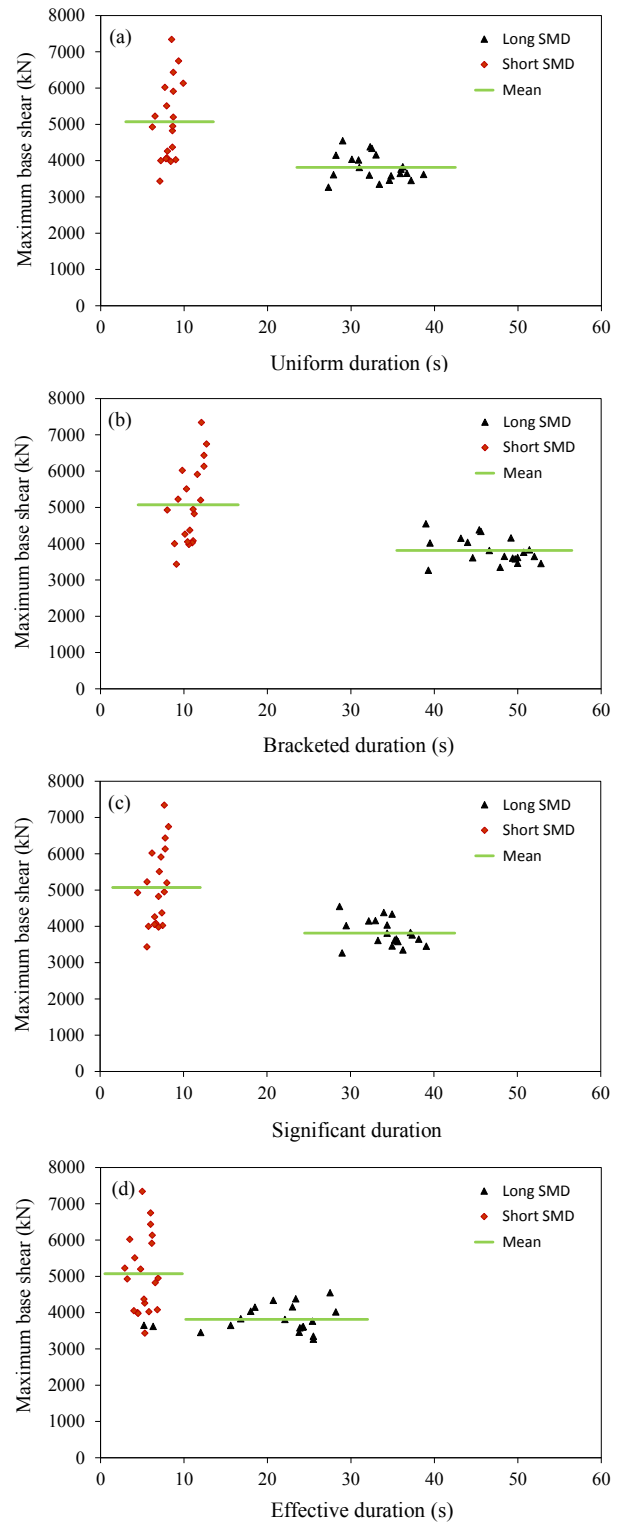 (a)
Long SMD
Short SMD
Mean
Maximum base shear (kN)
8000
7000
6000
5000
4000
3000
2000
1000
0
0 10 20 30 40 50 60
Uniform duration (s)
(b)
Long SMD
Short SMD
Mean
Maximum base shear (kN)
8000
7000
6000
5000
4000
3000
2000
1000
0
0 10 20 30 40 50 60
Bracketed duration (s)
(c)
Long SMD
Short SMD
Mean
Maximum base shear (kN)
8000
7000
6000
5000
4000
3000
2000
1000
0
0 10 20 30 40 50 60
Significant duration
(d)
Long SMD
Short SMD
Mean
Maximum base shear (kN)
8000
7000
6000
5000
4000
3000
2000
1000
0
0 10 20 30 40 50 60
Effective duration (s)